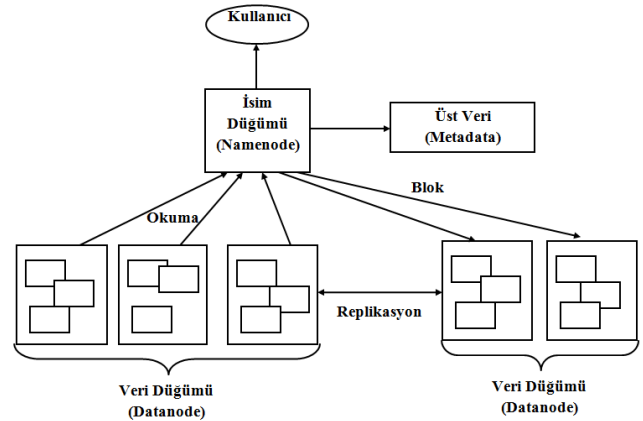 Kullanıcı
İsim
Düğümü
(Namenode)
Üst Veri
(Metadata)
Okuma
Blok
Replikasyon
Veri Düğümü
(Datanode)
Veri Düğümü
(Datanode)